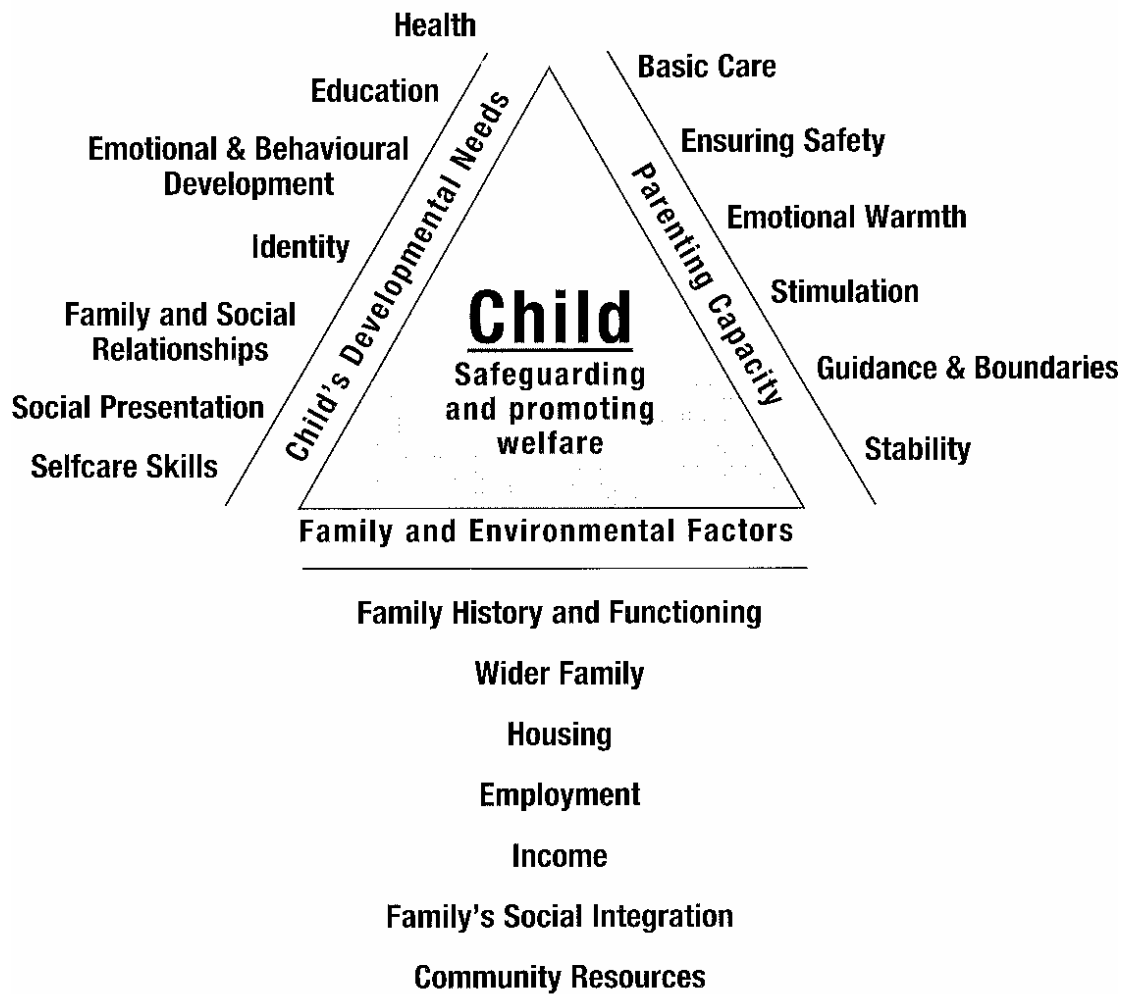 Health
Education
Emotional & Behavioural
Development
Identity
Family and Social
Relationships
Social Presentation
Selfcare Skills
Child's Developmental Needs
Basic Care
Ensuring Safety
Emotional Warmth
Stimulation
Guidance & Boundaries
Stability
Parenting Capacity
Child
Safeguarding
and promoting
welfare
Family and Environmental Factors
Family History and Functioning
Wider Family
Housing
Employment
Income
Family's Social Integration
Community Resources